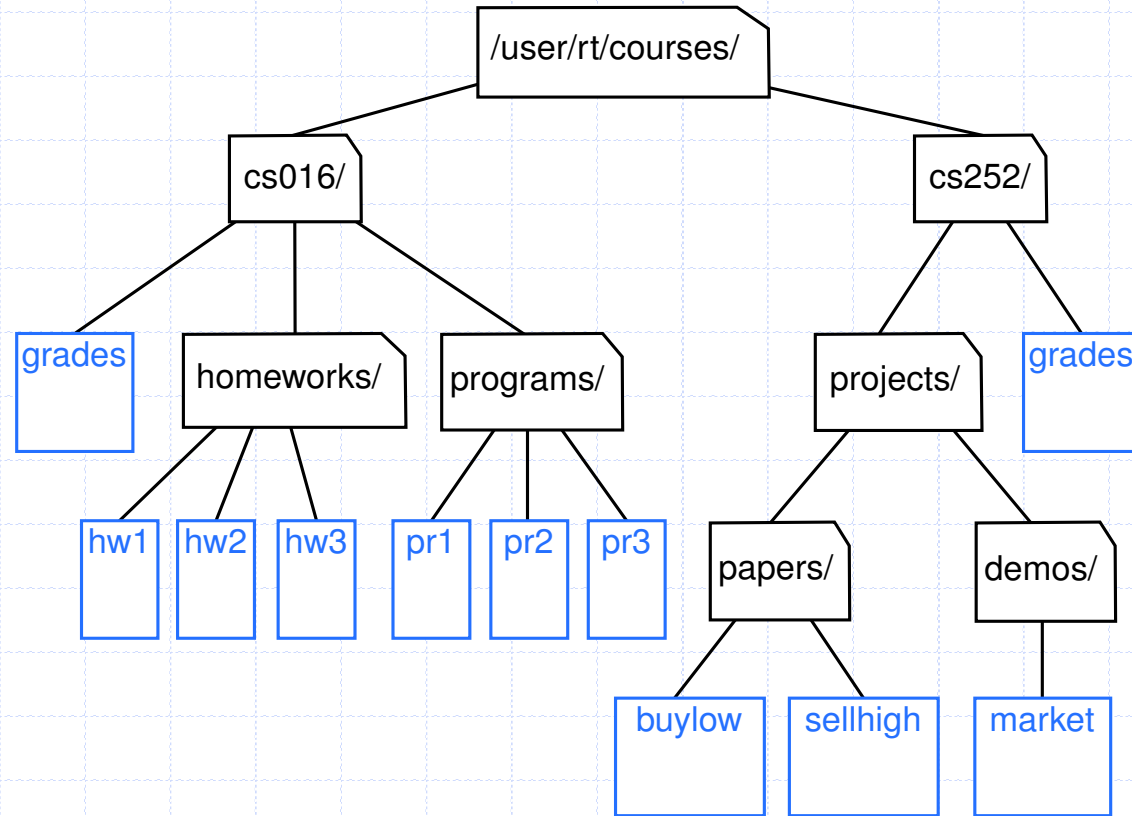 /user/rt/courses/
cs016/
cs252/
grades
homeworks/
programs/
projects/
grades
hw1
hw2
hw3
pr1
pr2
pr3
papers/
demos/
buylow
sellhigh
market